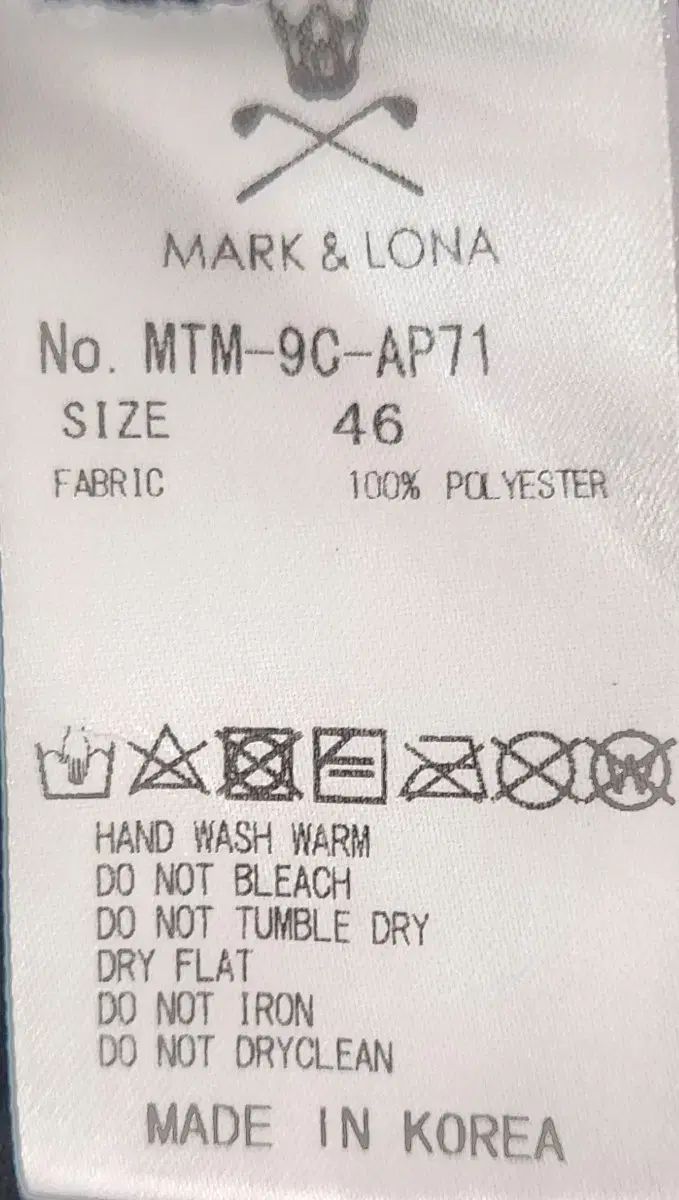 MARK & LONA
No. MTM-9C-AP71
SIZE 46
FABRIC 100% POLYESTER
W
HAND WASH WARM
DO NOT BLEACH
DO NOT TUMBLE DRY
DRY FLAT
DO NOT IRON
DO NOT DRYCLEAN
MADE IN KOREA